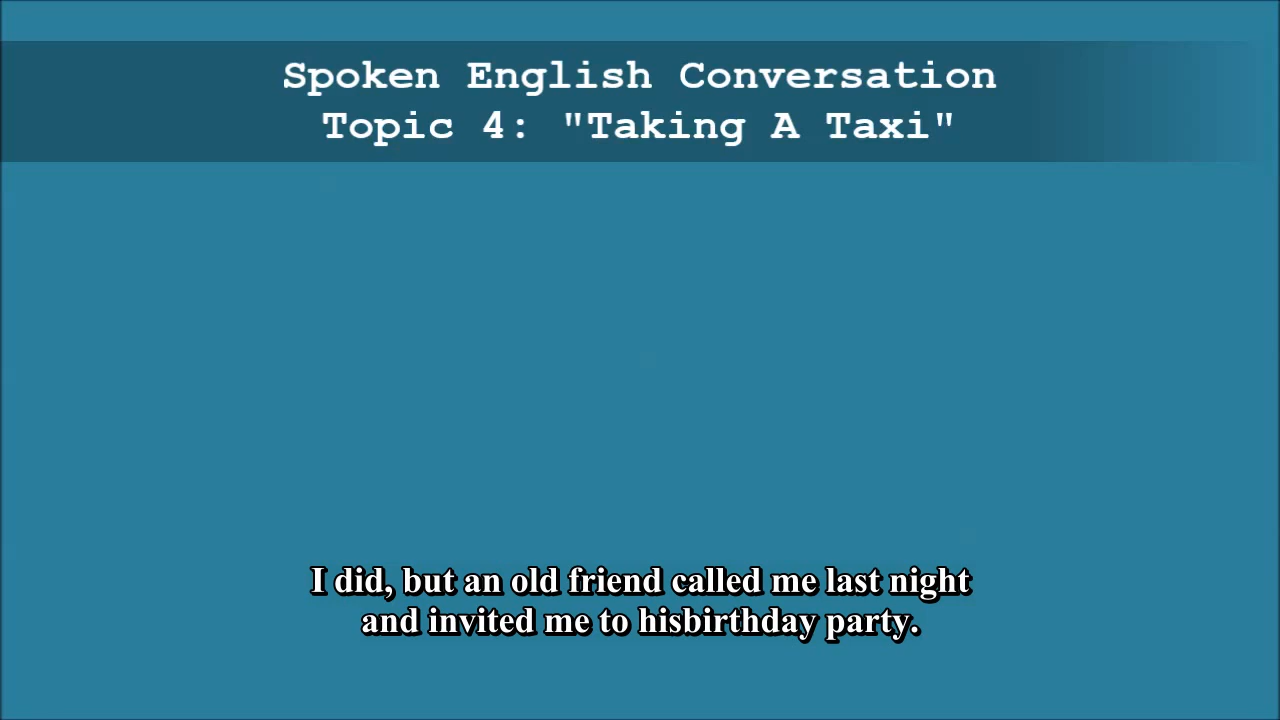 Spoken English Conversation
Topic 4: "Taking A Taxi"
I did, but an old friend called me last night
and invited me to hisbirthday party.